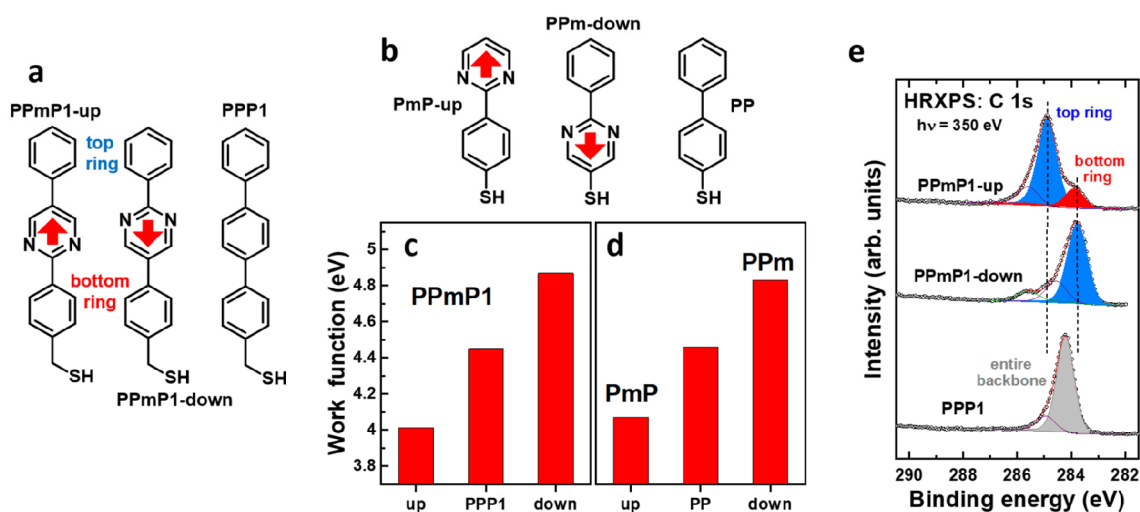 a
PPmP1-up
PPP1
top
ring
N
N
N
N
bottom
ring
SH
SH
SH
PPmP1-down
b
PPm-down
PmP-up
PP
N
N
N
N
SH
SH
SH
c
d
Work function (eV)
5
4.8
4.6
4.4
4.2
4
3.8
PPmP1
PmP
PPm
up
PPP1
down
up
PP
down
e
HRXPS: C 1s
hν = 350 eV
top ring
bottom
ring
PPmP1-up
PPmP1-down
entire
backbone
PPP1
Intensity (arb. units)
290
288
286
284
282
Binding energy (eV)